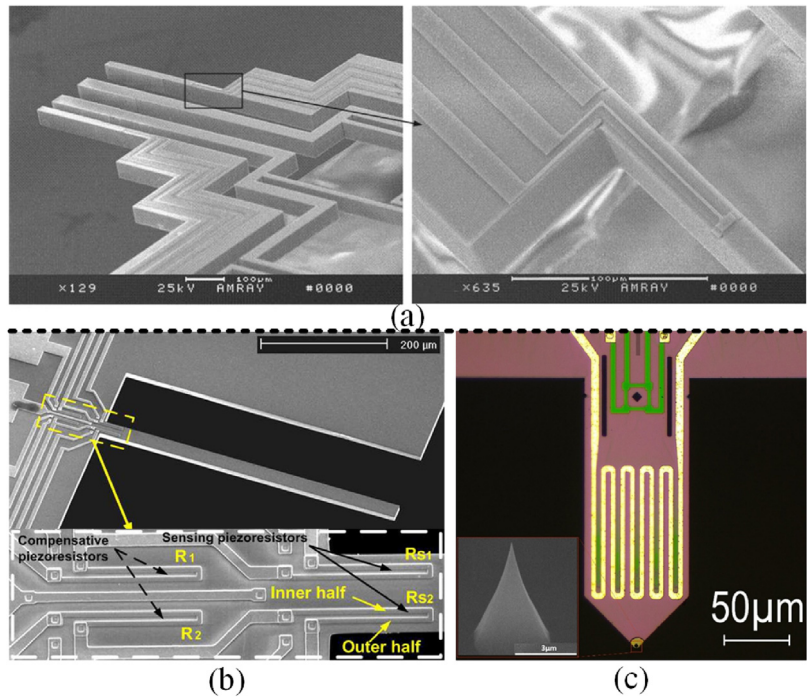 100µm
×129 25kV AMRAY #0000
100µm
×635 25kV AMRAY #0000
(a)
200 µm
Compensative piezoresistors
Sensing piezoresistors
R1
Rs1
Inner half
Rs2
R2
Outer half
(b)
3µm
50µm
(c)